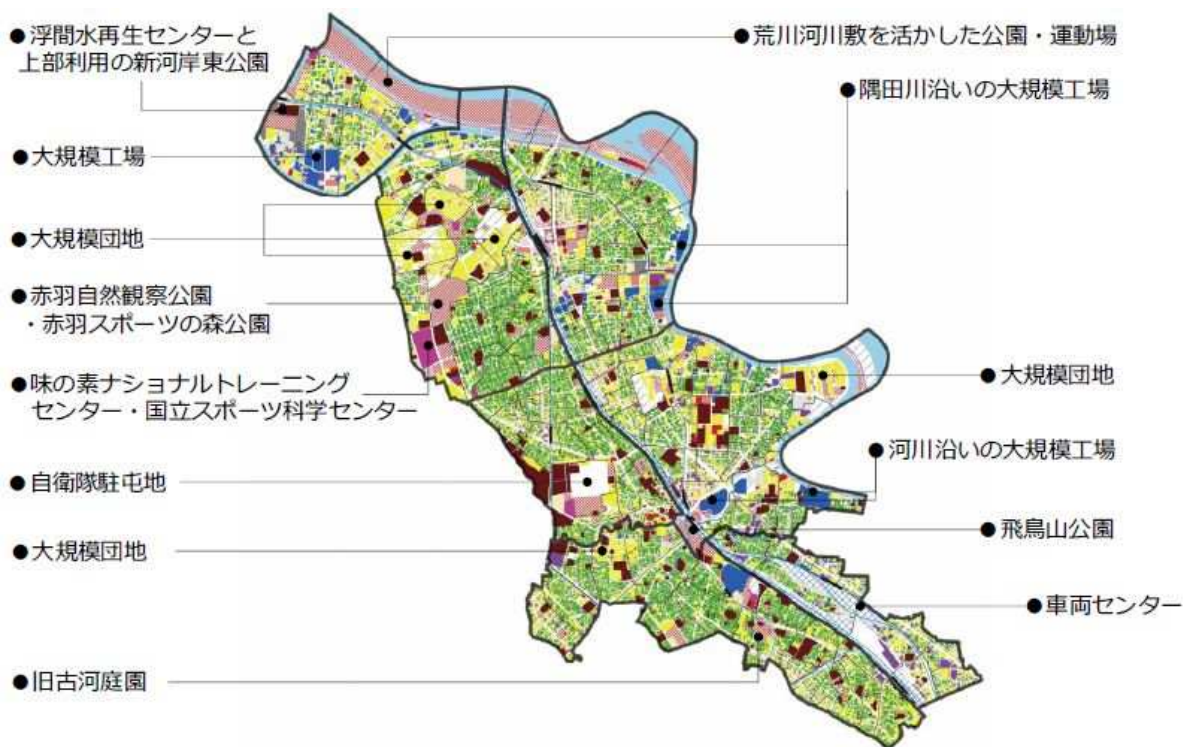 ●浮間水再生センターと
上部利用の新河岸東公園
●大規模工場
●大規模団地
●赤羽自然観察公園
・赤羽スポーツの森公園
●味の素ナショナルトレーニング
センター・国立スポーツ科学センター
●自衛隊駐屯地
●大規模団地
●旧古河庭園
●荒川河川敷を活かした公園・運動場
●隅田川沿いの大規模工場
●大規模団地
●河川沿いの大規模工場
●飛鳥山公園
●車両センター